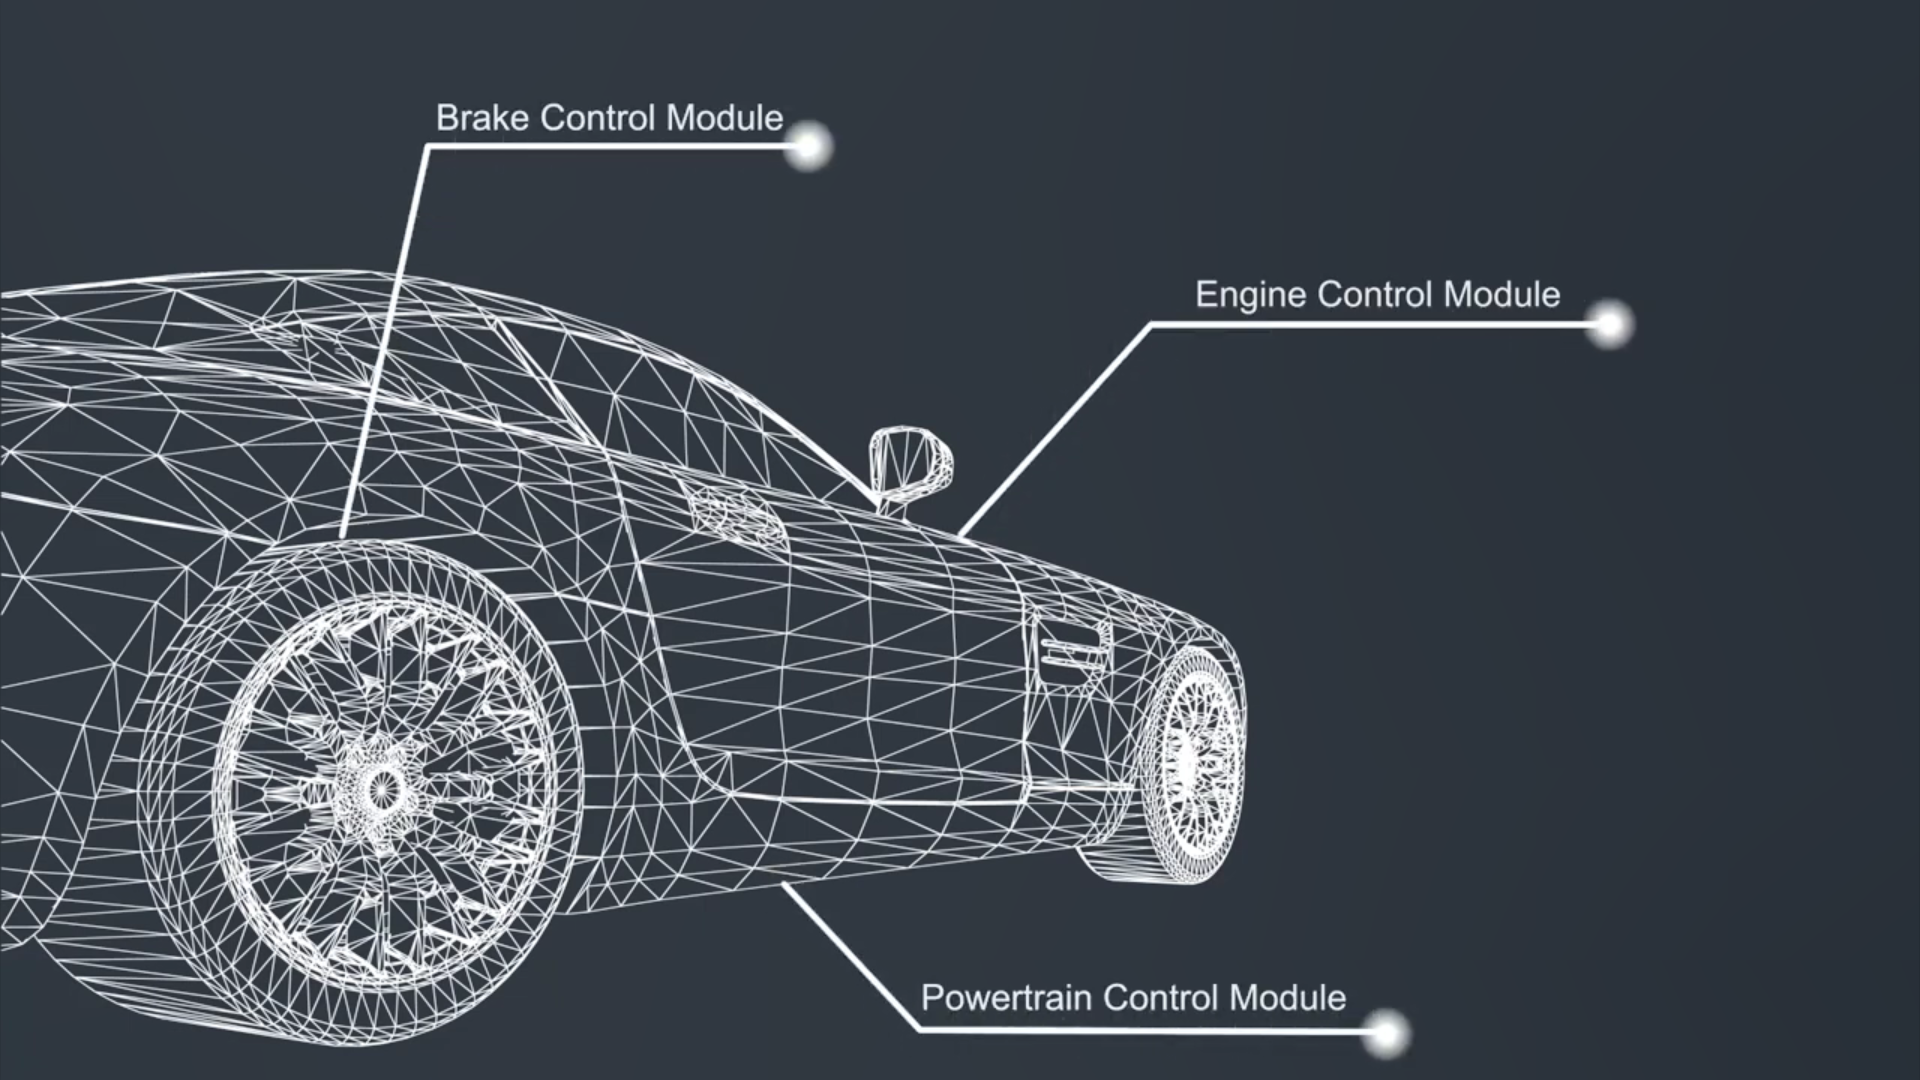 Brake Control Module
Engine Control Module
Powertrain Control Module